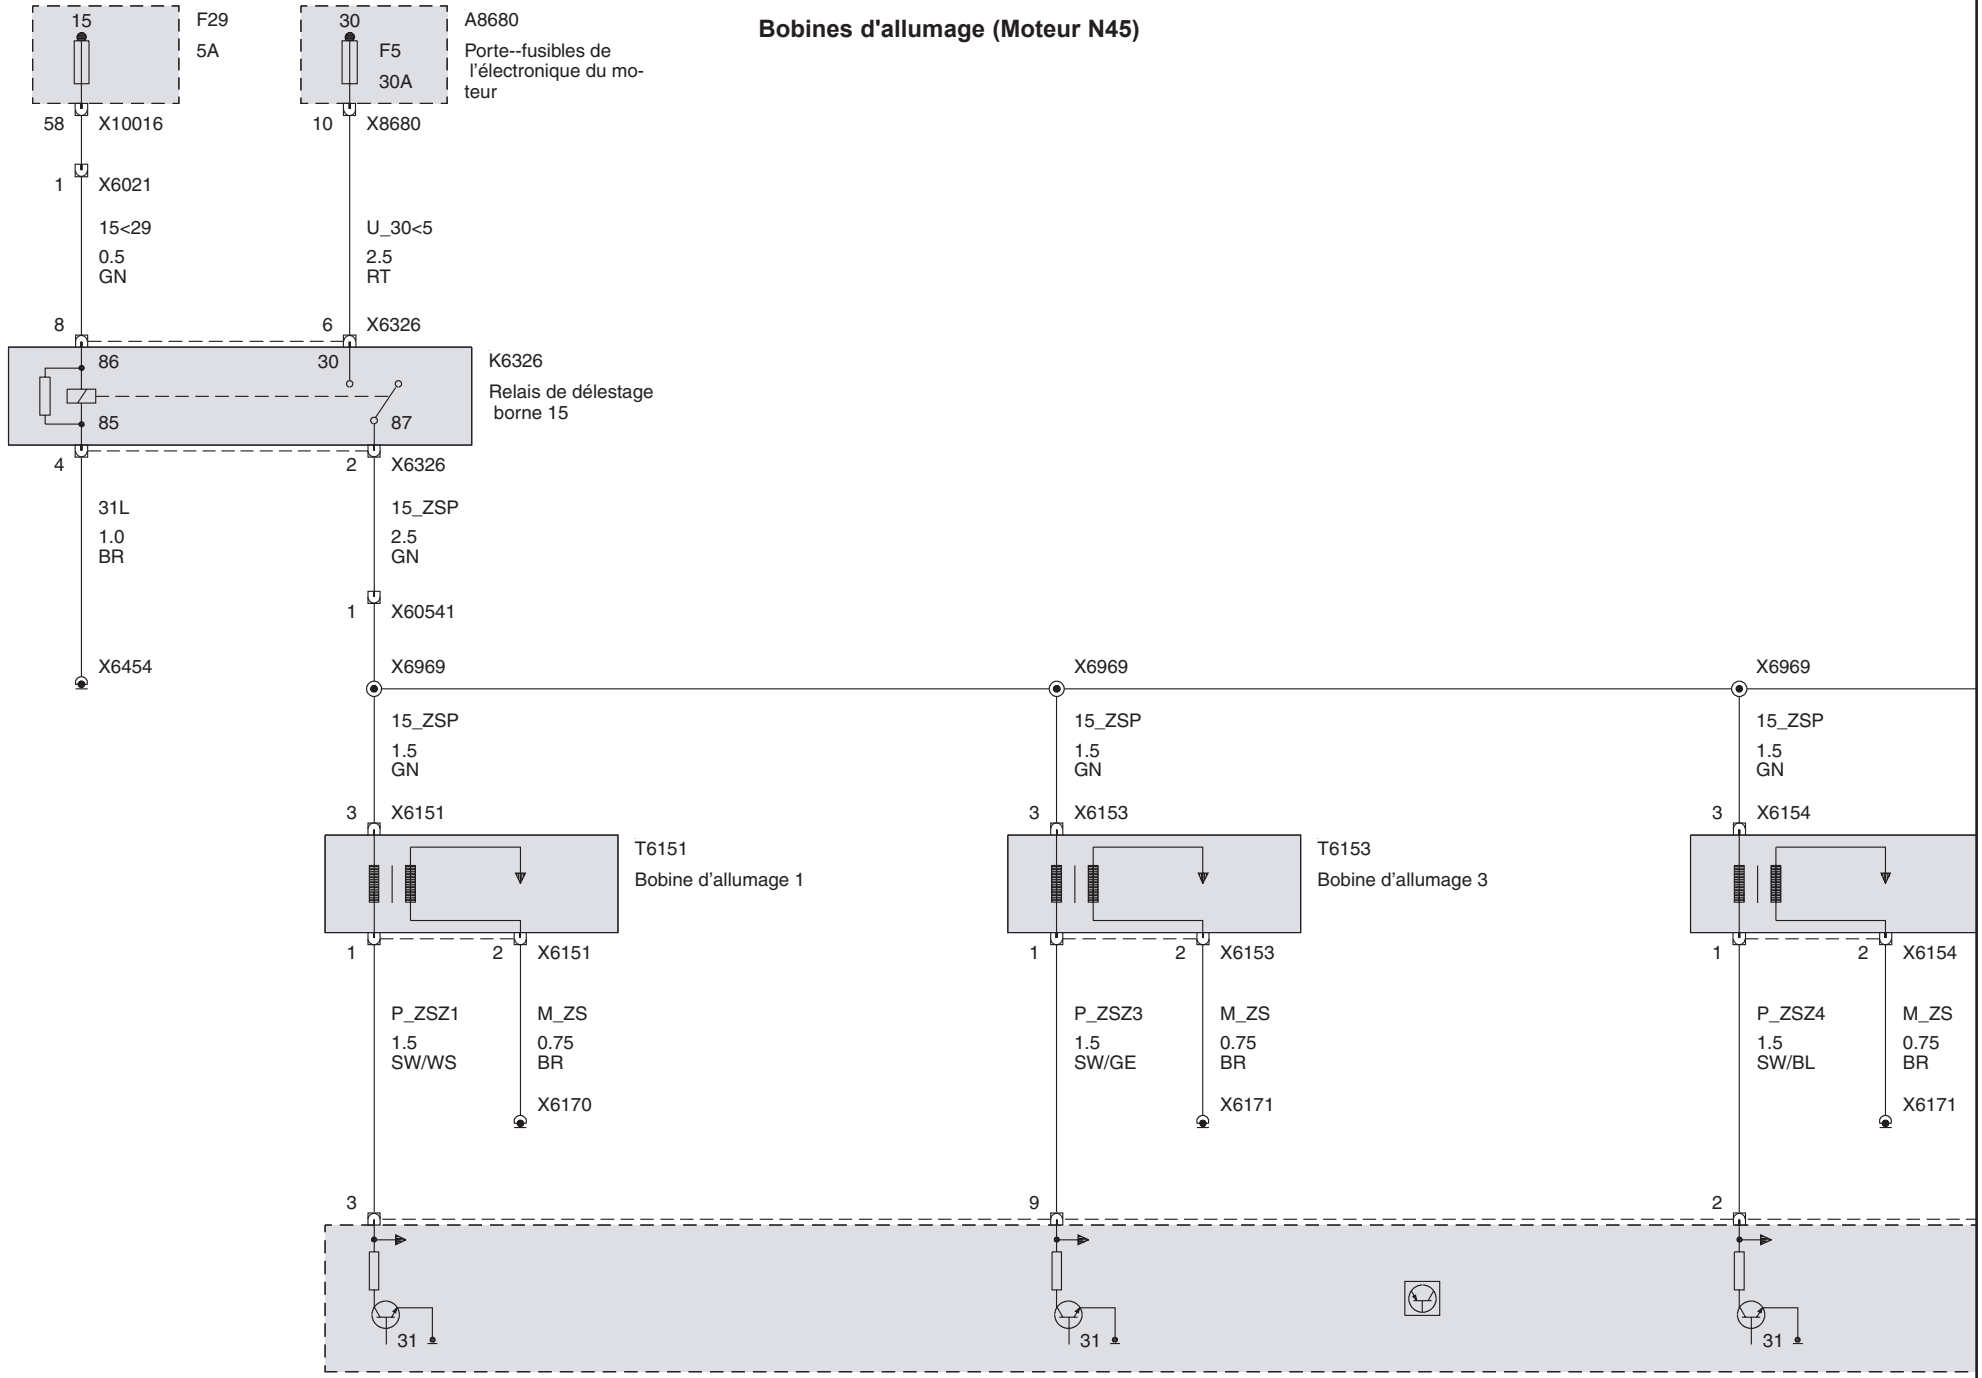 Bobines d'allumage (Moteur N45)
15
F29
5A
30
F5
30A
A8680
Porte--fusibles de
l'électronique du mo-
teur
58
X10016
10
X8680
1
X6021
15<29
0.5
GN
U_30<5
2.5
RT
8
6
X6326
86
30
85
87
K6326
Relais de délestage
borne 15
4
2
X6326
31L
1.0
BR
15_ZSP
2.5
GN
1
X60541
X6454
X6969
X6969
X6969
15_ZSP
1.5
GN
15_ZSP
1.5
GN
15_ZSP
1.5
GN
3
X6151
3
X6153
3
X6154
T6151
Bobine d'allumage 1
T6153
Bobine d'allumage 3
1
2
X6151
1
2
X6153
1
2
X6154
P_ZSZ1
1.5
SW/WS
M_ZS
0.75
BR
P_ZSZ3
1.5
SW/GE
M_ZS
0.75
BR
P_ZSZ4
1.5
SW/BL
M_ZS
0.75
BR
X6170
X6171
X6171
3
9
2
31
31
31